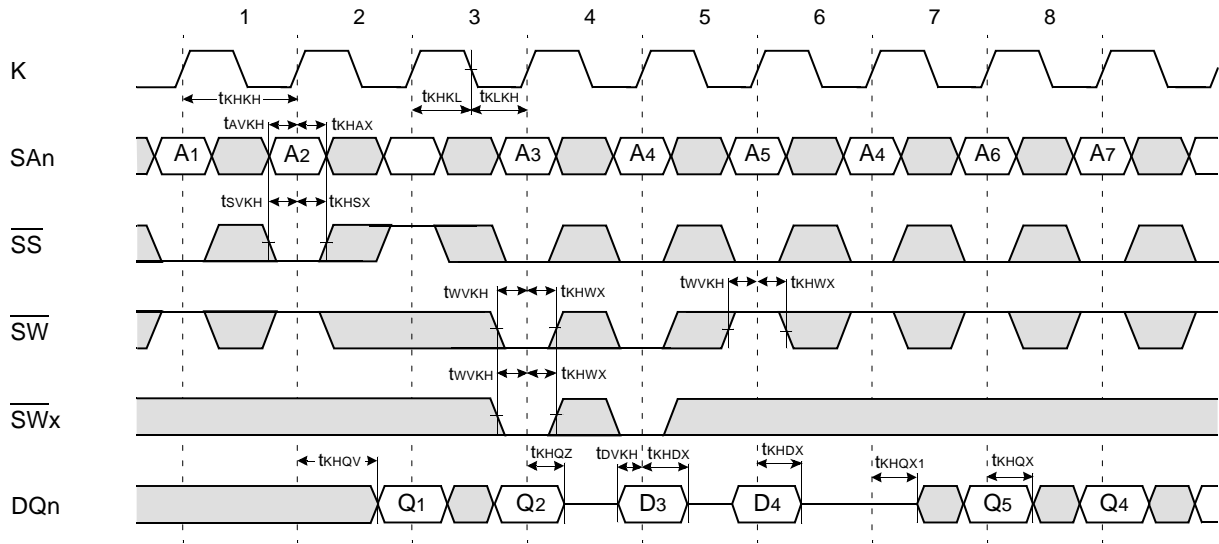 1 2 3 4 5 6 7 8
K
tKHKH tKHKL tKLKH
tAVKH tKHAX
SAn A1 A2 A3 A4 A5 A4 A6 A7
tSVKH tKHSX
SS
tWVKH tKHWX tWVKH tKHWX
SW
tWVKH tKHWX
SWx
tKHQV tKHQZ tDVKH tKHDX tKHDX tKHQX1 tKHQX
DQn Q1 Q2 D3 D4 Q5 Q4